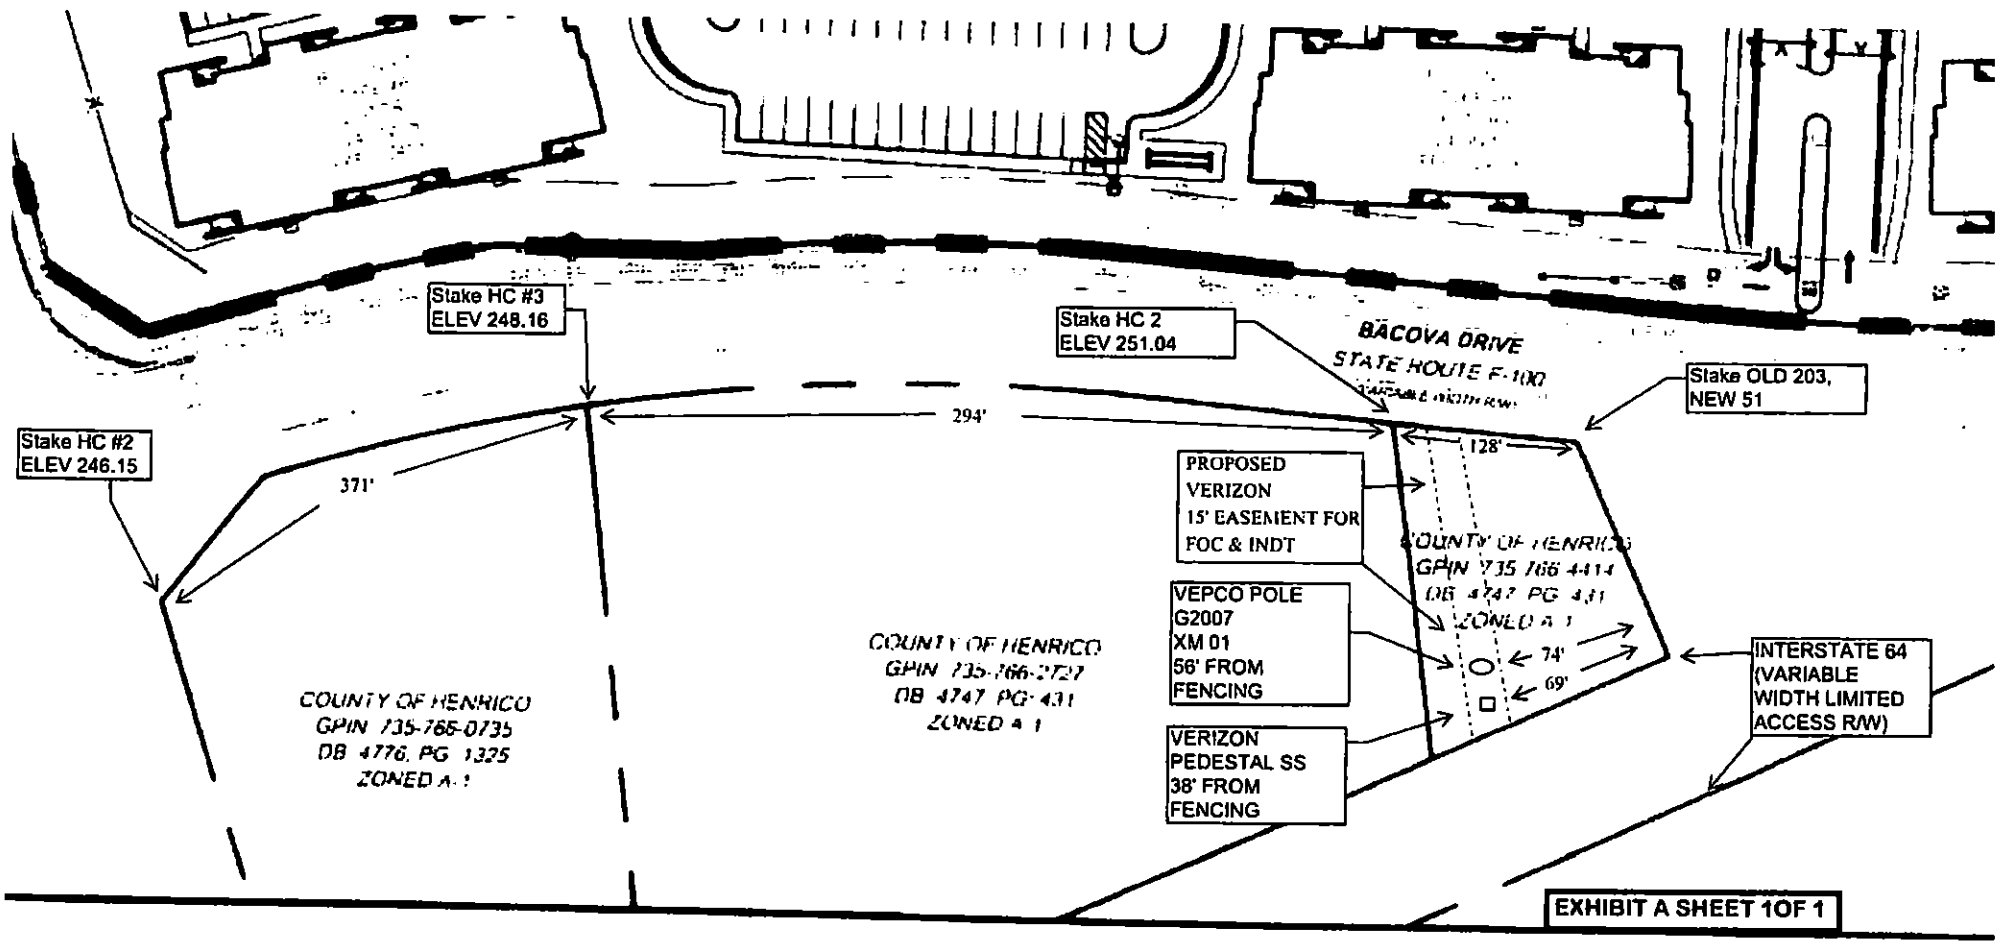 Stake HC #3
ELEV 248.16
Stake HC 2
ELEV 251.04
BACOVA DRIVE
STATE ROUTE F-100
Stake OLD 203,
NEW 51
294'
128'
Stake HC #2
ELEV 246.15
371'
PROPOSED
VERIZON
15' EASEMENT FOR
FOC & INDT
COUNTY OF HENRICO
GPIN 735 766 4414
DB 4747 PG 431
ZONED A-1
VEPCO POLE
G2007
XM 01
56' FROM
FENCING
74'
69'
COUNTY OF HENRICO
GPIN 735-766-2727
DB 4747 PG 431
ZONED A-1
INTERSTATE 64
(VARIABLE
WIDTH LIMITED
ACCESS R/W)
COUNTY OF HENRICO
GPIN 735-766-0735
DB 4776, PG 1325
ZONED A-1
VERIZON
PEDESTAL SS
38' FROM
FENCING
EXHIBIT A SHEET 1OF 1